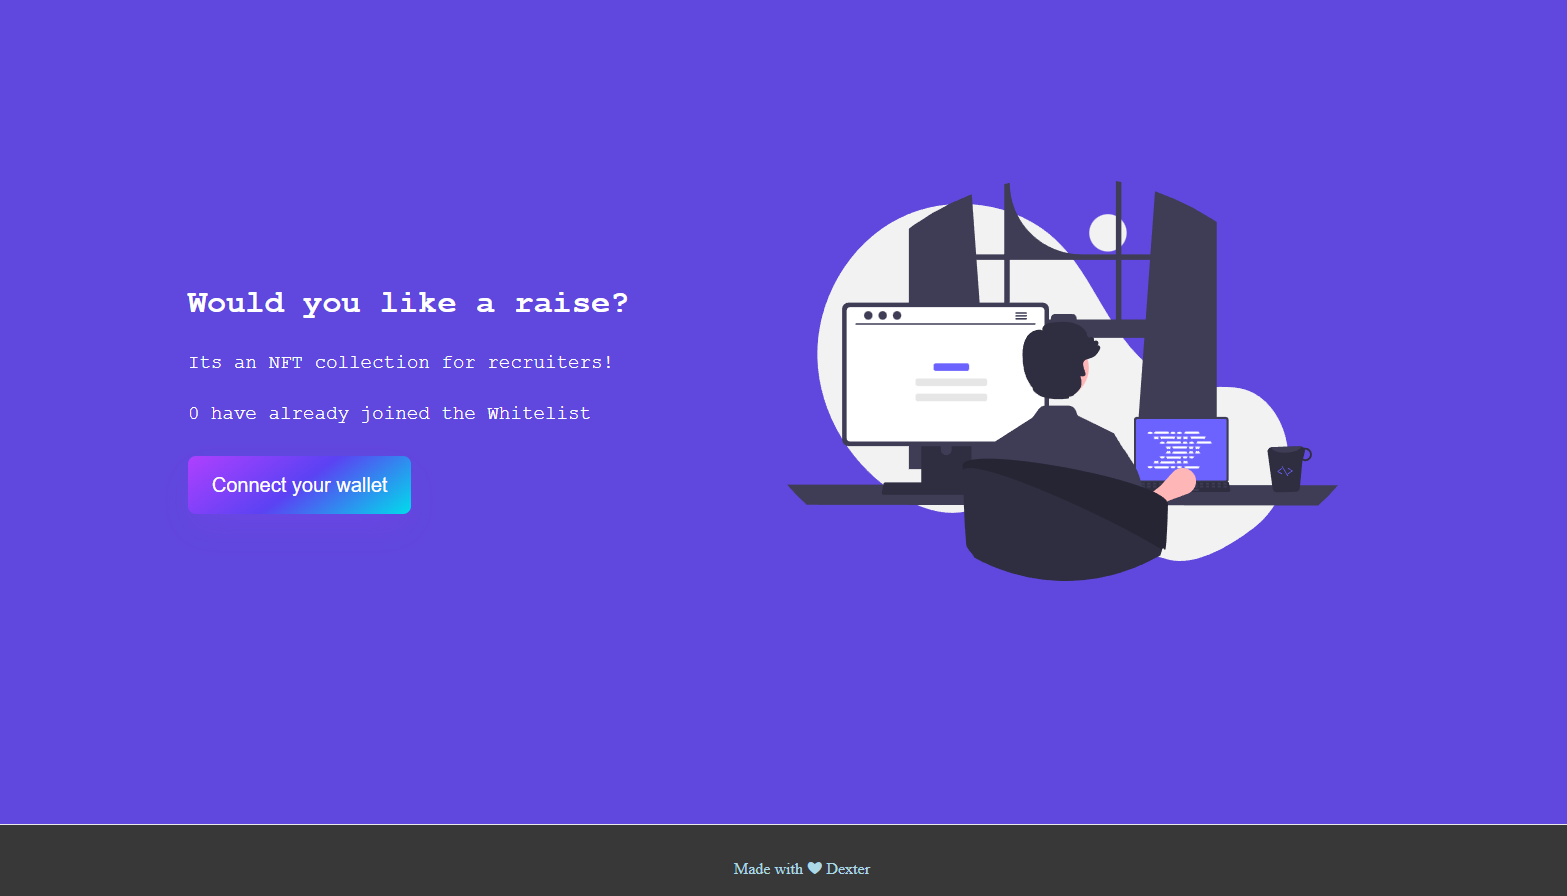 Would you like a raise?
Its an NFT collection for recruiters!
0 have already joined the Whitelist
Connect your wallet
Made with ♥ Dexter